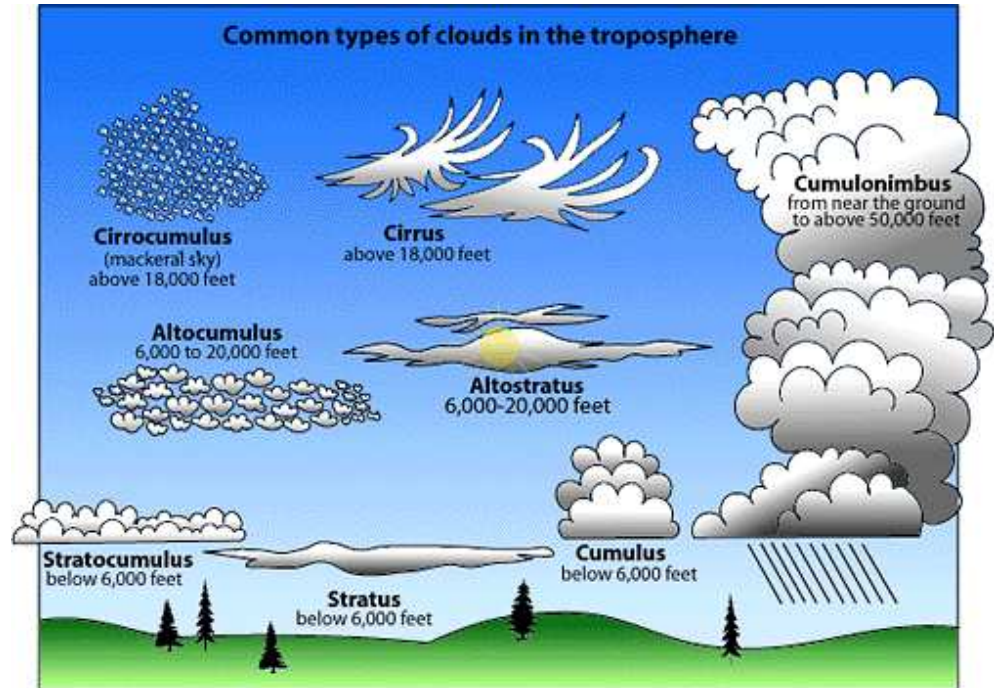 Common types of clouds in the troposphere
Cirrocumulus
(mackeral sky)
above 18,000 feet
Cirrus
above 18,000 feet
Cumulonimbus
from near the ground
to above 50,000 feet
Altocumulus
6,000 to 20,000 feet
Altostratus
6,000-20,000 feet
Stratocumulus
below 6,000 feet
Stratus
below 6,000 feet
Cumulus
below 6,000 feet